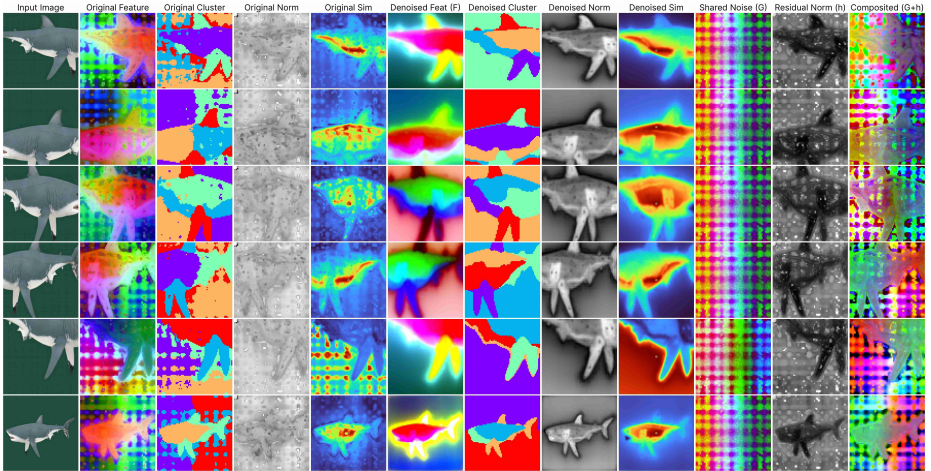 Input Image Original Feature Original Cluster Original Norm Original Sim Denoised Feat (F) Denoised Cluster Denoised Norm Denoised Sim Shared Noise (G) Residual Norm (h) Composited (G+h)